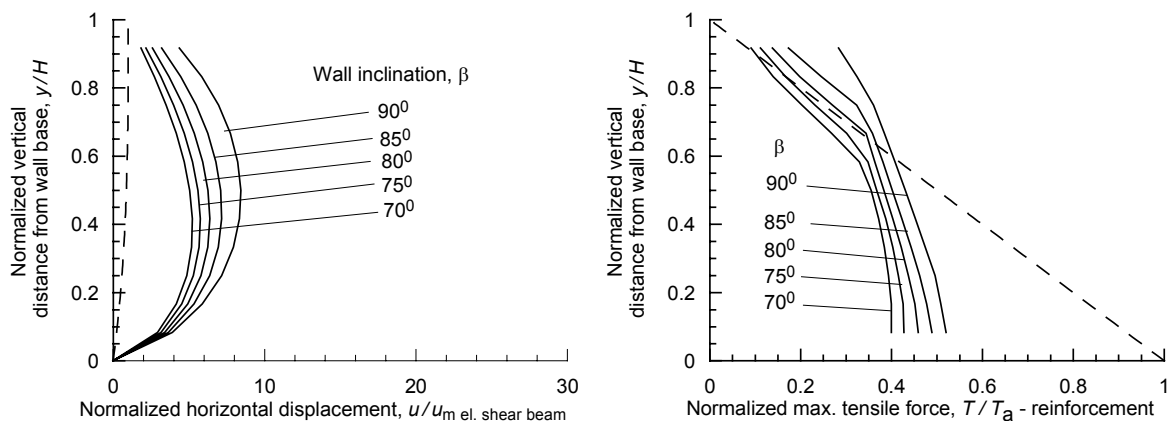 1
0.8
0.6
0.4
0.2
0
Normalized vertical
distance from wall base, y/H
Wall inclination, β
90⁰
85⁰
80⁰
75⁰
70⁰
0 10 20 30
Normalized horizontal displacement, u/u m el. shear beam
1
0.8
0.6
0.4
0.2
0
Normalized vertical
distance from wall base, y/H
β
90⁰
85⁰
80⁰
75⁰
70⁰
0 0.2 0.4 0.6 0.8 1
Normalized max. tensile force, T/Ta - reinforcement